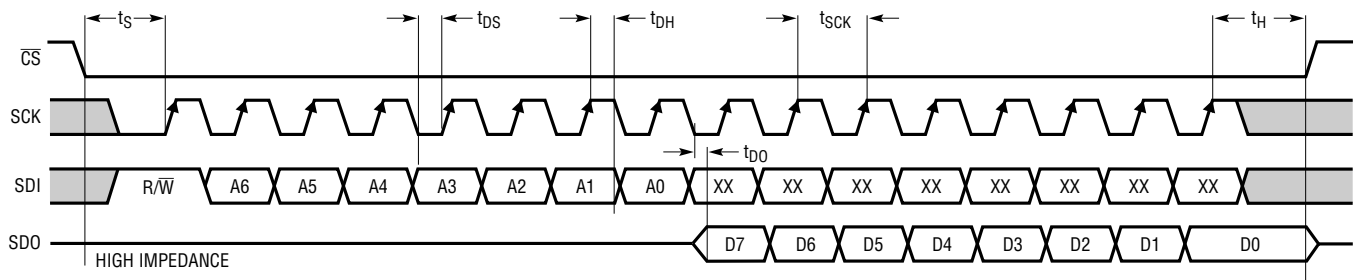 tS tDS tDH tSCK tH
CS
SCK
tDO
SDI R/W A6 A5 A4 A3 A2 A1 A0 XX XX XX XX XX XX XX XX
SDO D7 D6 D5 D4 D3 D2 D1 D0
HIGH IMPEDANCE